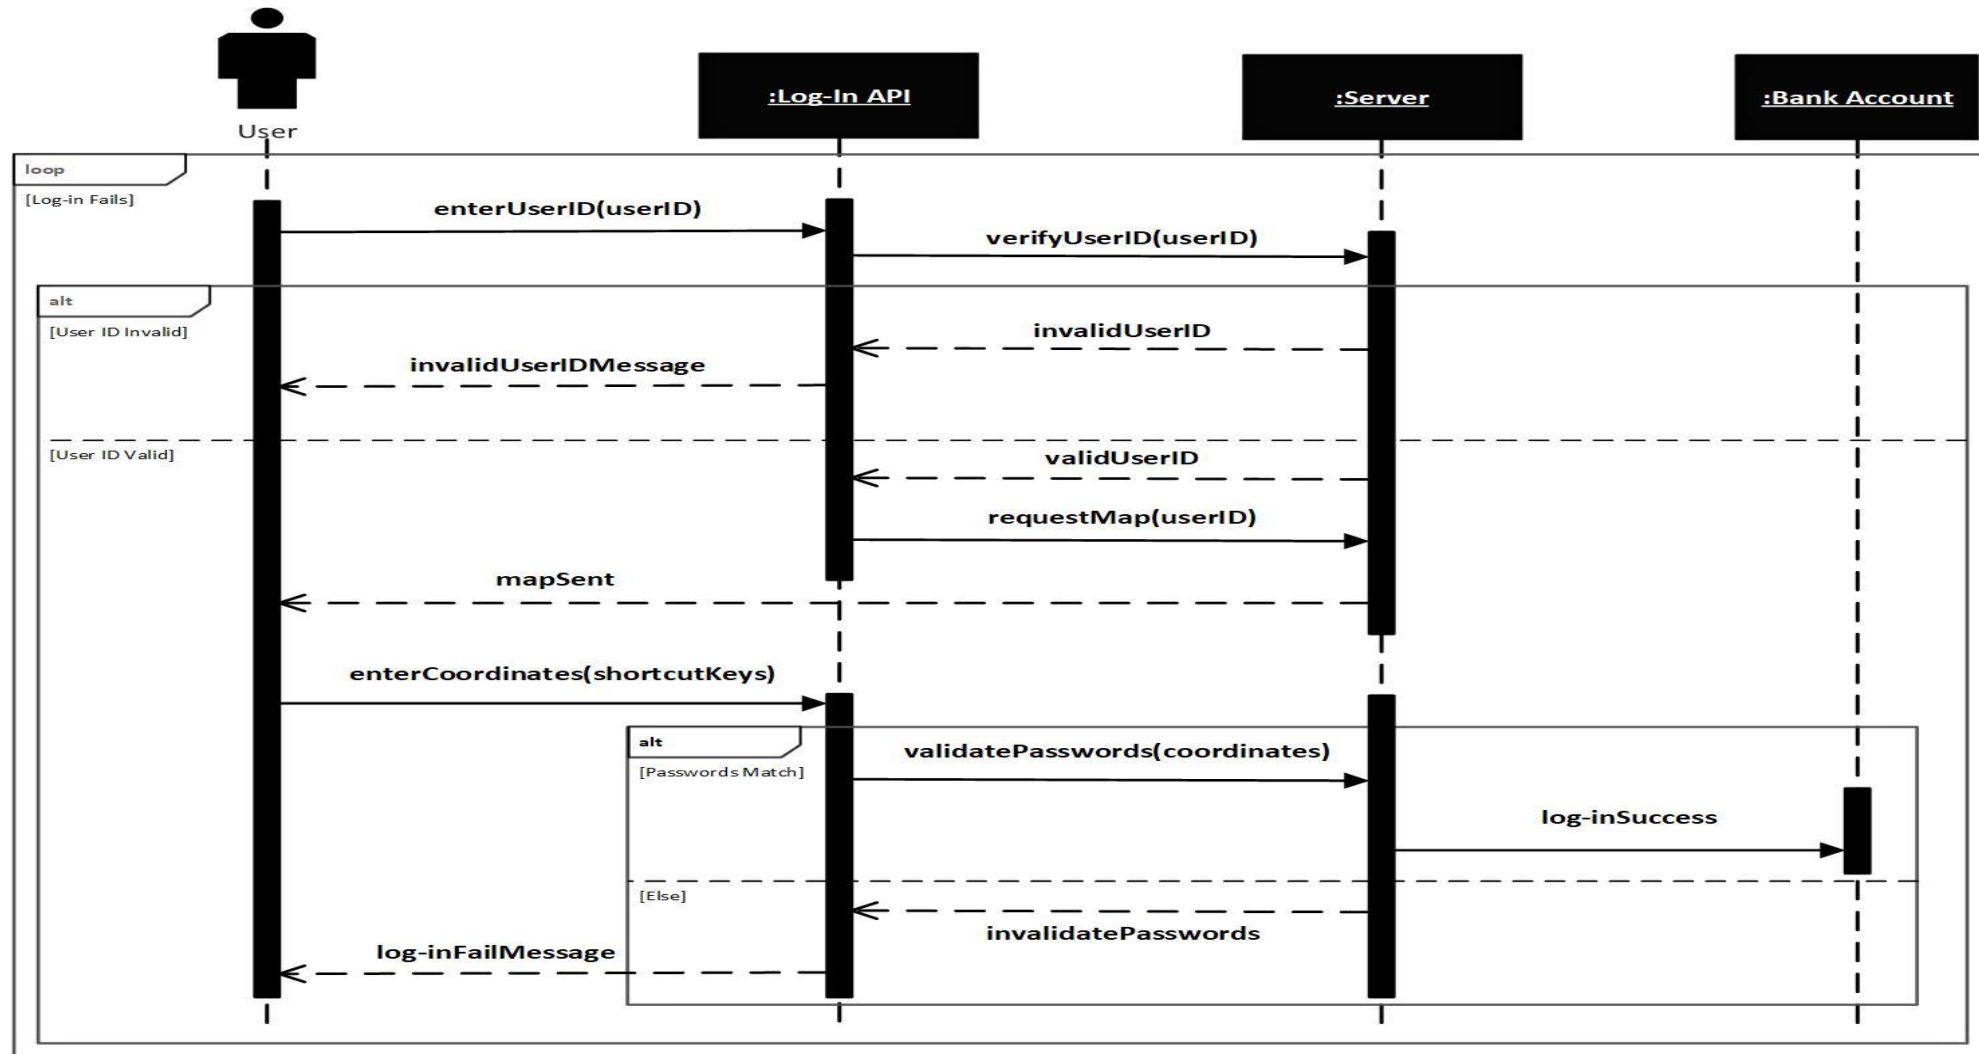 User
:Log-In API
:Server
:Bank Account
loop
[Log-in Fails]
enterUserID(userID)
verifyUserID(userID)
alt
[User ID Invalid]
invalidUserID
invalidUserIDMessage
[User ID Valid]
validUserID
requestMap(userID)
mapSent
enterCoordinates(shortcutKeys)
alt
[Passwords Match]
validatePasswords(coordinates)
log-inSuccess
[Else]
invalidatePasswords
log-inFailMessage